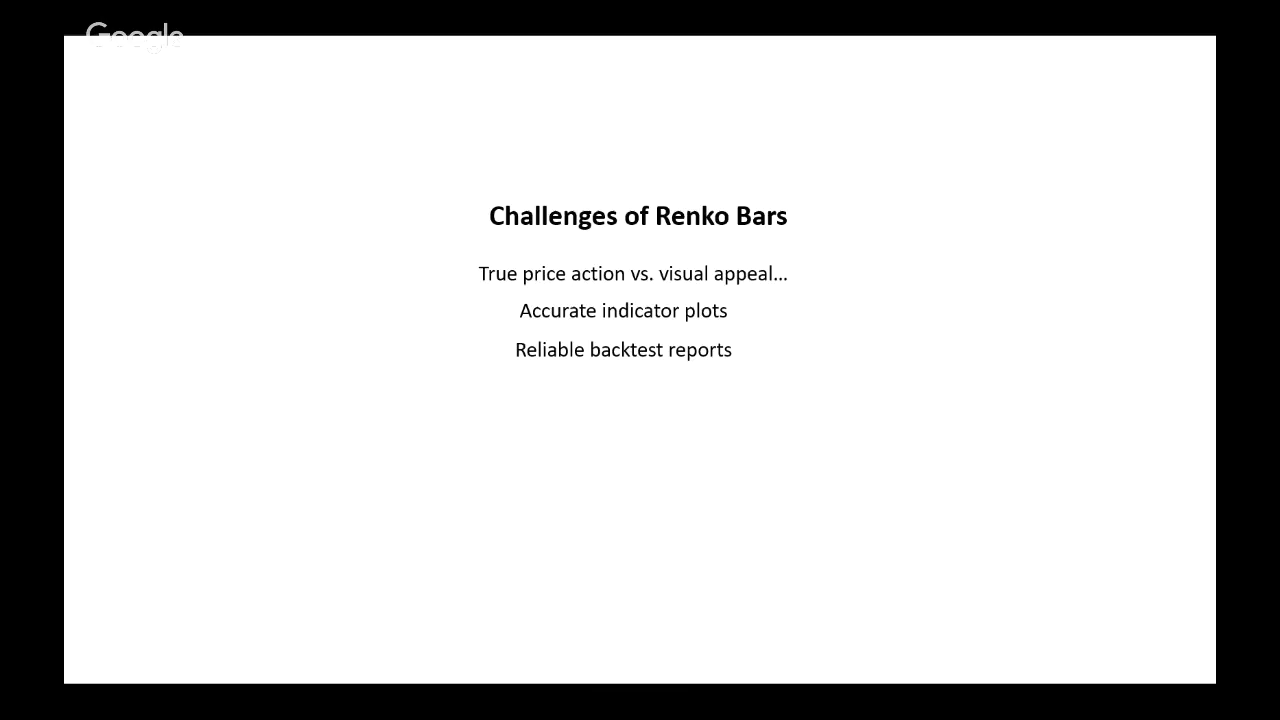 Google
Challenges of Renko Bars
True price action vs. visual appeal...
Accurate indicator plots
Reliable backtest reports